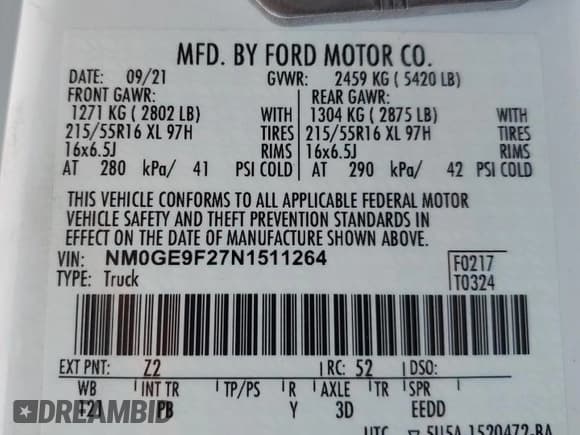 MFD. BY FORD MOTOR CO.
DATE: 09/21 GVWR: 2459 KG ( 5420 LB)
FRONT GAWR: REAR GAWR:
1271 KG ( 2802 LB) WITH 1304 KG ( 2875 LB) WITH
215/55R16 XL 97H TIRES 215/55R16 XL 97H TIRES
16x6.5J RIMS 16x6.5J RIMS
AT 280 kPa/ 41 PSI COLD AT 290 kPa/ 42 PSI COLD
THIS VEHICLE CONFORMS TO ALL APPLICABLE FEDERAL MOTOR
VEHICLE SAFETY AND THEFT PREVENTION STANDARDS IN
EFFECT ON THE DATE OF MANUFACTURE SHOWN ABOVE.
VIN: NM0GE9F27N1511264 F0217
TYPE: Truck T0324
EXT PNT: Z2 RC: 52 DSO:
WB INT TR TP/PS R AXLE TR SPR
T2J PB Y 3D EEDD
UTC 5U5A 1520472-BA
DREAMBID